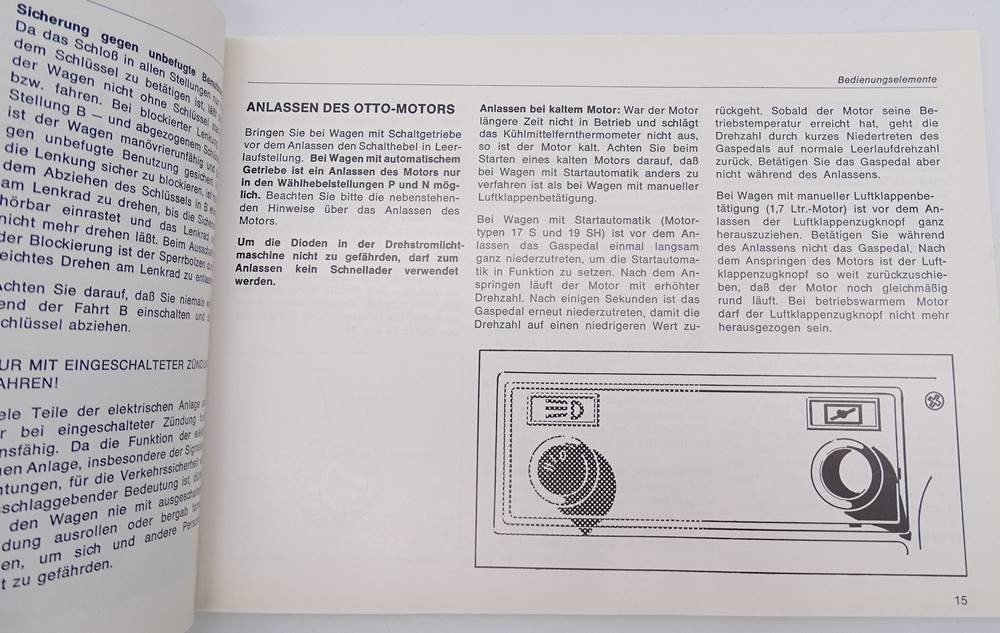 Sicherung gegen unbefugte
Da das Schloß in allen Stellungen nur
dem Schlüssel zu betätigen ist,
der Wagen nicht ohne Schlüssel
bzw. fahren. Bei blockierter
Stellung B — und abgezogenem
ist der Wagen manövrierunfähig und
gen unbefugte Benutzung gesichert.
die Lenkung sicher zu blockieren, ist
dem Abziehen des Schlüssels in B
am Lenkrad zu drehen, bis die
hörbar einrastet und das Lenkrad
nicht mehr drehen läßt. Beim
der Blockierung ist der Sperrbolzen
eichtes Drehen am Lenkrad zu
chten Sie darauf, daß Sie niemals
end der Fahrt B einschalten und
chlüssel abziehen.
UR MIT EINGESCHALTETER
AHREN!
ele Teile der elektrischen Anlage
r bei eingeschalteter Zündung
nsfähig. Da die Funktion der
en Anlage, insbesondere der
htungen, für die Verkehrssicherheit
sschlaggebender Bedeutung ist,
den Wagen nie mit
dung ausrollen oder bergab
en, um sich und andere
t zu gefährden.
Bedienungselemente
ANLASSEN DES OTTO-MOTORS
Bringen Sie bei Wagen mit Schaltgetriebe
vor dem Anlassen den Schalthebel in Leer-
laufstellung. Bei Wagen mit automatischem
Getriebe ist ein Anlassen des Motors nur
in den Wählhebelstellungen P und N mög-
lich. Beachten Sie bitte die nebenstehen-
den Hinweise über das Anlassen des
Motors.
Um die Dioden in der Drehstromlicht-
maschine nicht zu gefährden, darf zum
Anlassen kein Schnellader verwendet
werden.
Anlassen bei kaltem Motor: War der Motor
längere Zeit nicht in Betrieb und schlägt
das Kühlmittelfernthermometer nicht aus,
so ist der Motor kalt. Achten Sie beim
Starten eines kalten Motors darauf, daß
bei Wagen mit Startautomatik anders zu
verfahren ist als bei Wagen mit manueller
Luftklappenbetätigung.
Bei Wagen mit Startautomatik (Motor-
typen 17 S und 19 SH) ist vor dem An-
lassen das Gaspedal einmal langsam
ganz niederzutreten, um die Startautoma-
tik in Funktion zu setzen. Nach dem An-
springen läuft der Motor mit erhöhter
Drehzahl. Nach einigen Sekunden ist das
Gaspedal erneut niederzutreten, damit die
Drehzahl auf einen niedrigeren Wert zu-
rückgeht. Sobald der Motor seine Be-
triebstemperatur erreicht hat, geht die
Drehzahl durch kurzes Niedertreten des
Gaspedals auf normale Leerlaufdrehzahl
zurück. Betätigen Sie das Gaspedal aber
nicht während des Anlassens.
Bei Wagen mit manueller Luftklappenbe-
tätigung (1,7 Ltr.-Motor) ist vor dem An-
lassen der Luftklappenzugknopf ganz
herauszuziehen. Betätigen Sie während
des Anlassens nicht das Gaspedal. Nach
dem Anspringen des Motors ist der Luft-
klappenzugknopf so weit zurückzuschie-
ben, daß der Motor noch gleichmäßig
rund läuft. Bei betriebswarmem Motor
darf der Luftklappenzugknopf nicht mehr
herausgezogen sein.
15